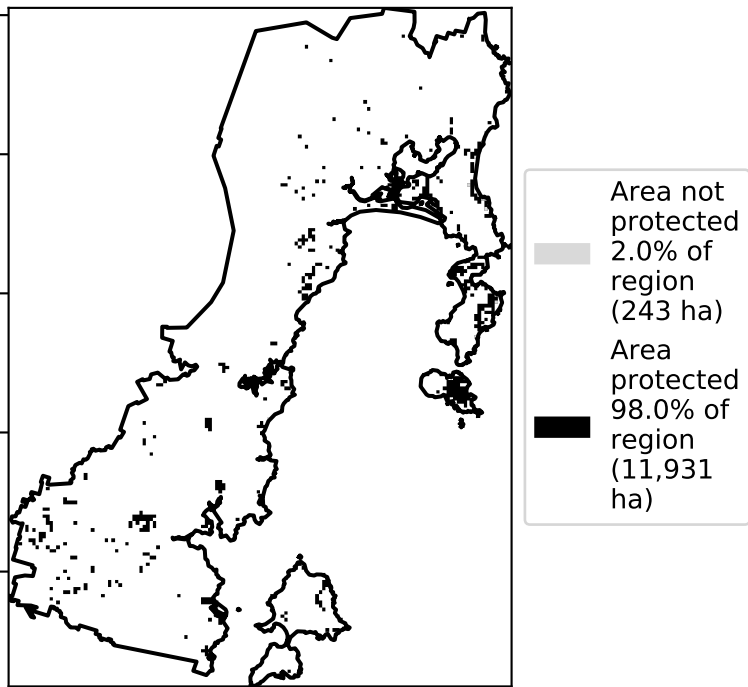 Area not
protected
2.0% of
region
(243 ha)
Area
protected
98.0% of
region
(11,931
ha)